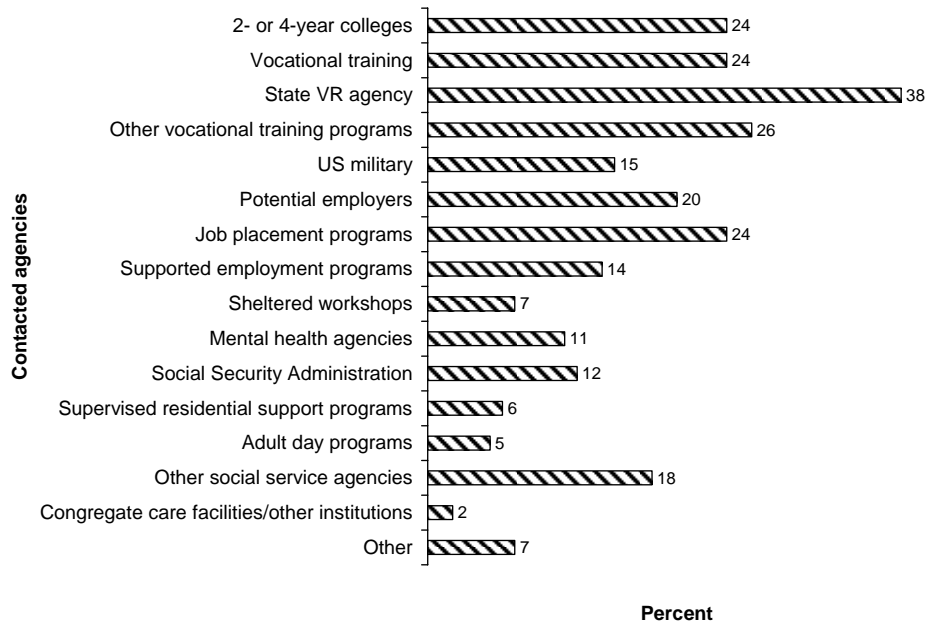 2- or 4-year colleges 24
Vocational training 24
State VR agency 38
Other vocational training programs 26
US military 15
Potential employers 20
Job placement programs 24
Supported employment programs 14
Sheltered workshops 7
Mental health agencies 11
Social Security Administration 12
Supervised residential support programs 6
Adult day programs 5
Other social service agencies 18
Congregate care facilities/other institutions 2
Other 7
Contacted agencies
Percent